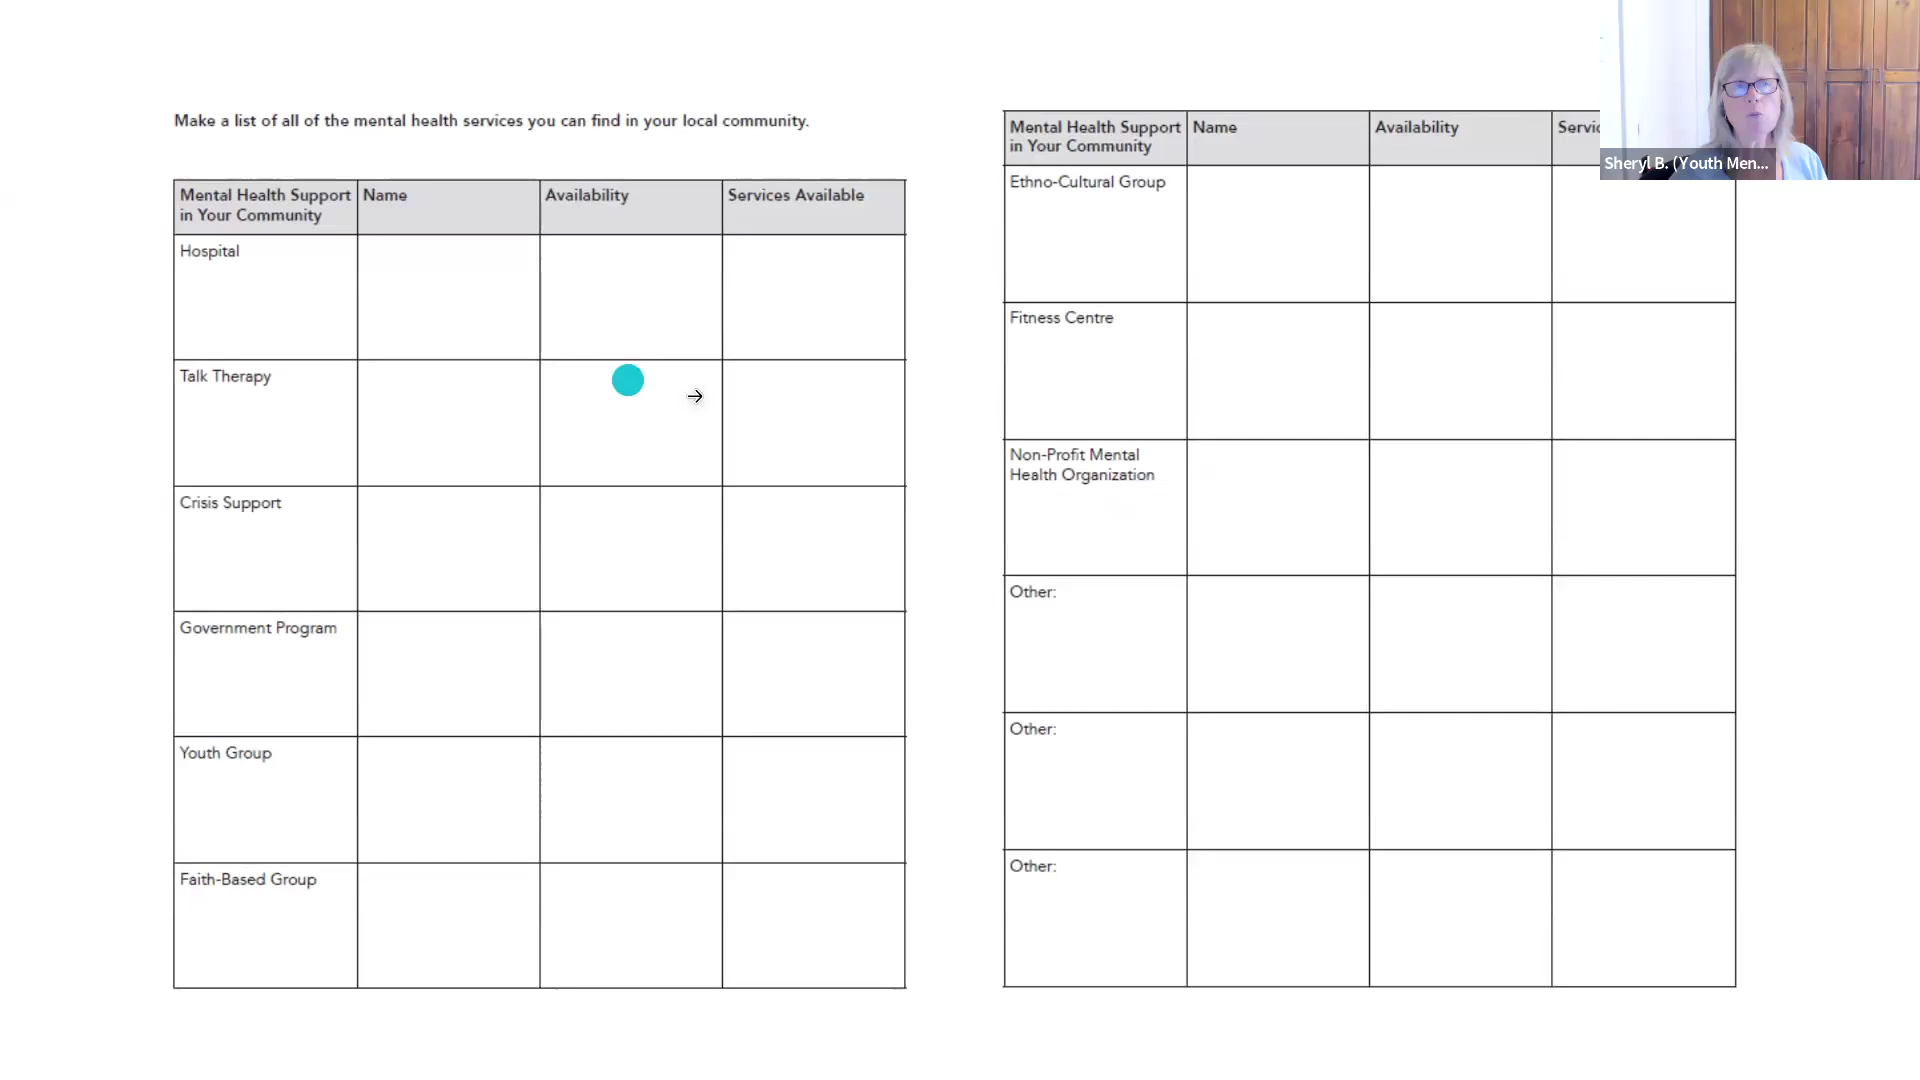 Make a list of all of the mental health services you can find in your local community.
Mental Health Support
in Your Community
Name
Availability
Services Available
Hospital
Talk Therapy
Crisis Support
Government Program
Youth Group
Faith-Based Group
Mental Health Support
in Your Community
Name
Availability
Servic
Ethno-Cultural Group
Fitness Centre
Non-Profit Mental
Health Organization
Other:
Other:
Other:
Sheryl B. (Youth Men...